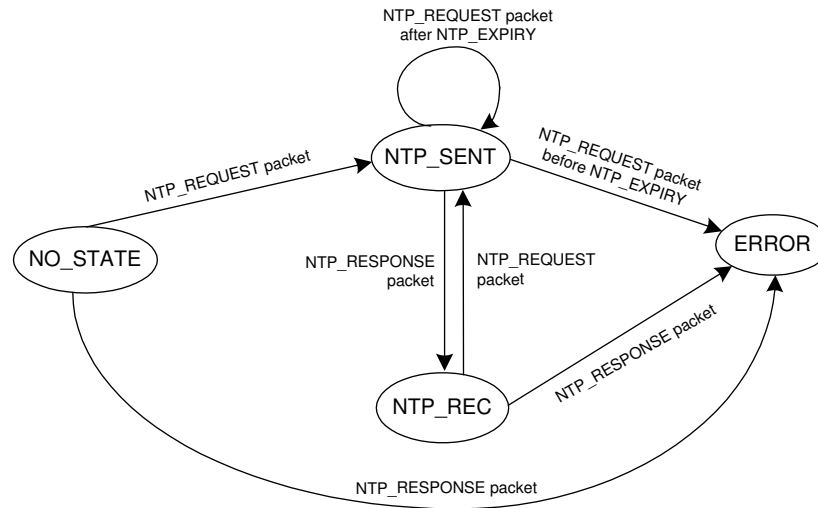 NTP_REQUEST packet
after NTP_EXPIRY
NTP_SENT
NTP_REQUEST packet
before NTP_EXPIRY
NTP_REQUEST packet
NO_STATE
ERROR
NTP_RESPONSE
packet
NTP_REQUEST
packet
NTP_RESPONSE packet
NTP_REC
NTP_RESPONSE packet